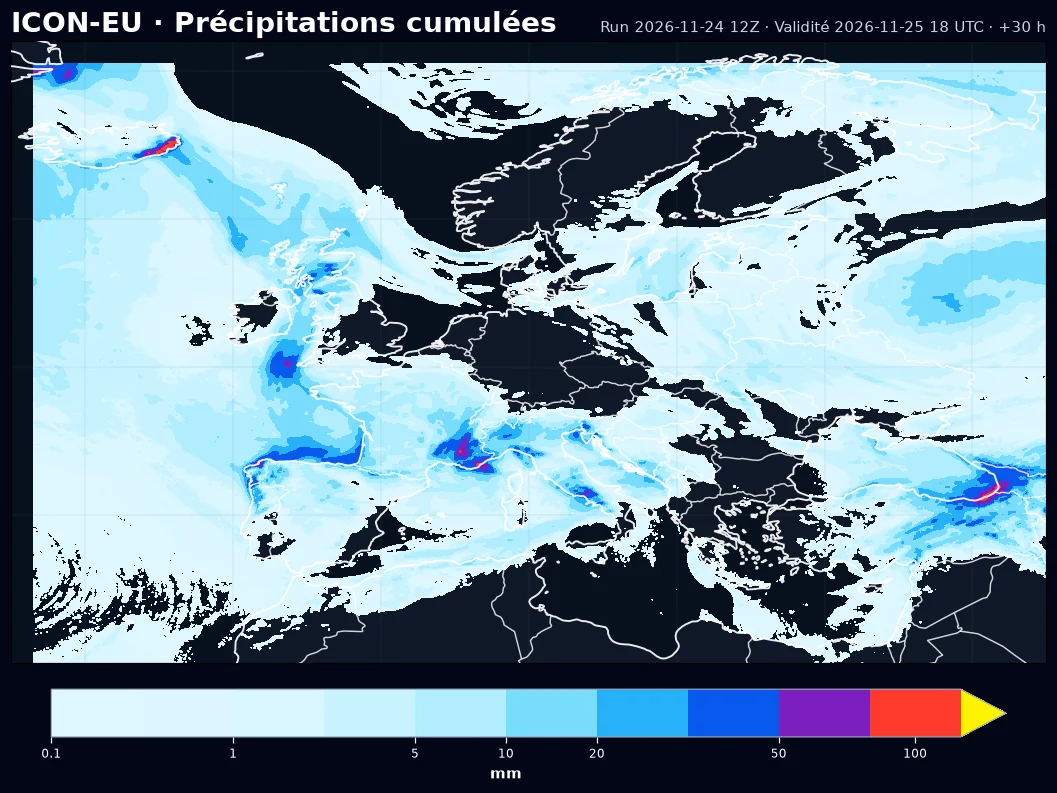 ICON-EU · Précipitations cumulées
Run 2026-11-24 12Z · Validité 2026-11-25 18 UTC · +30 h
0.1 1 5 10 20 50 100
mm